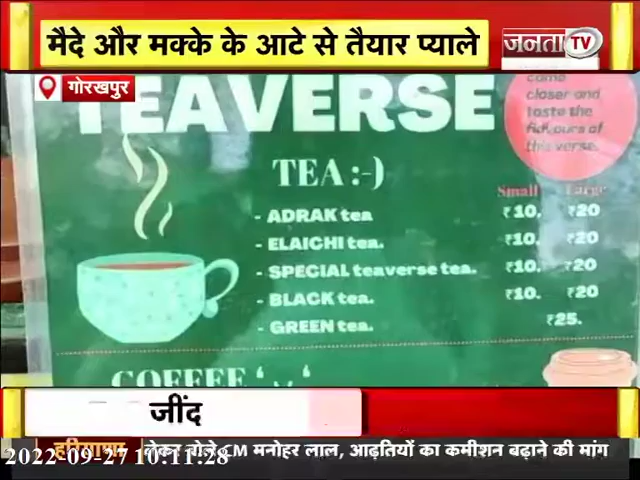 मैदे और मक्के के आटे से तैयार प्याले
जनता TV
गोरखपुर
TEAVERSE
come
closer and
taste the
flavours of
this verse.
TEA :-)
Small Large
- ADRAK tea ₹10. ₹20
- ELAICHI tea. ₹10. ₹20
- SPECIAL teaverse tea. ₹10. ₹20
- BLACK tea. ₹10. ₹20
- GREEN tea. ₹25.
COFFEE
जींद
हरियाणा लेकर बोले CM मनोहर लाल, आढ़तियों का कमीशन बढ़ाने की मांग
2022-09-27 10:11:28